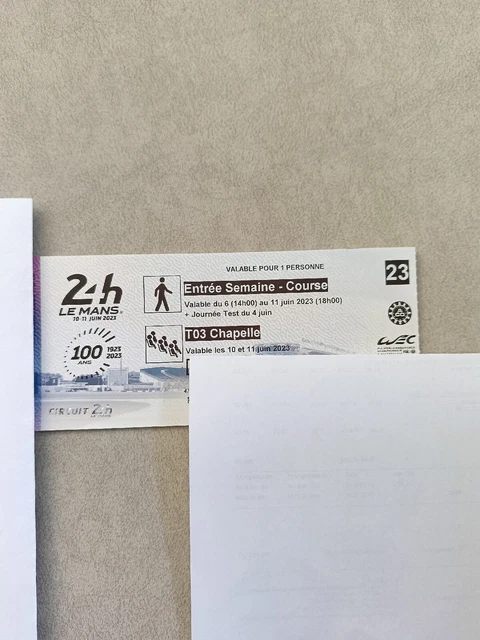 VALABLE POUR 1 PERSONNE
23
24h
LE MANS
10-11 JUIN 2023
Entrée Semaine - Course
Valable du 6 (14h00) au 11 juin 2023 (18h00)
+ Journée Test du 4 juin
100
ANS
1923
2023
T03 Chapelle
Valable les 10 et 11 juin 2023
WEC
CIRCUIT 24h